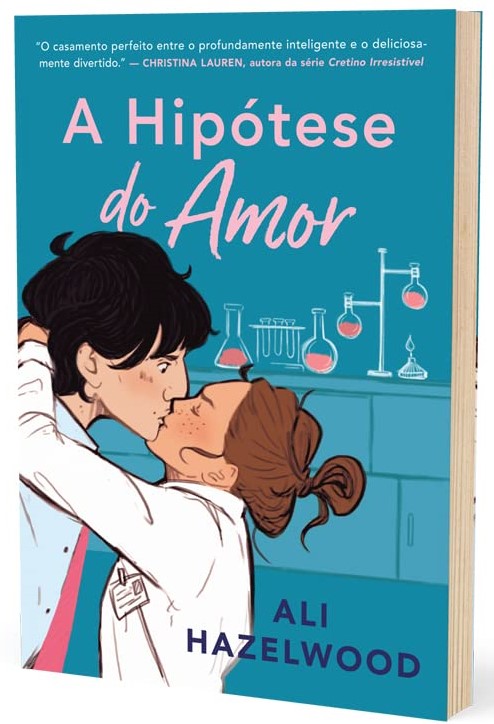 “O casamento perfeito entre o profundamente inteligente e o deliciosa-
mente divertido.” — CHRISTINA LAUREN, autora da série Cretino Irresistível
A Hipótese
do Amor
ALI
HAZELWOOD